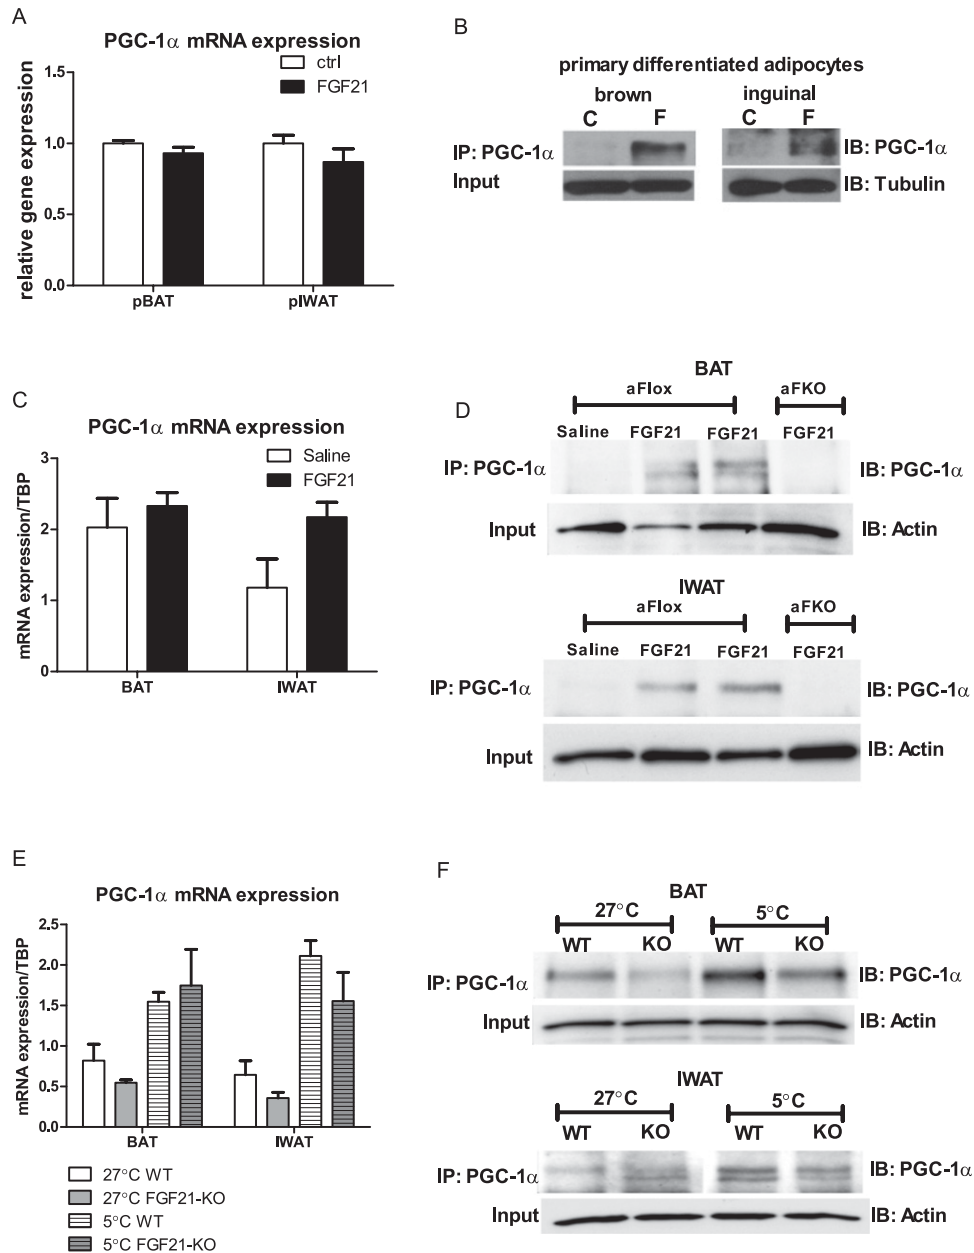 A
PGC-1α mRNA expression
ctrl
FGF21
relative gene expression
1.5
1.0
0.5
0.0
pBAT
pIWAT
B
primary differentiated adipocytes
brown
inguinal
C F C F
IP: PGC-1α
IB: PGC-1α
Input
IB: Tubulin
C
PGC-1α mRNA expression
Saline
FGF21
mRNA expression/TBP
3
2
1
0
BAT
IWAT
D
BAT
aFlox
aFKO
Saline FGF21 FGF21 FGF21
IP: PGC-1α
IB: PGC-1α
Input
IB: Actin
IWAT
aFlox
aFKO
Saline FGF21 FGF21 FGF21
IP: PGC-1α
IB: PGC-1α
Input
IB: Actin
E
PGC-1α mRNA expression
mRNA expression/TBP
2.5
2.0
1.5
1.0
0.5
0.0
BAT
IWAT
27°C WT
27°C FGF21-KO
5°C WT
5°C FGF21-KO
F
BAT
27°C
5°C
WT KO WT KO
IP: PGC-1α
IB: PGC-1α
Input
IB: Actin
IWAT
27°C
5°C
WT KO WT KO
IP: PGC-1α
IB: PGC-1α
Input
IB: Actin